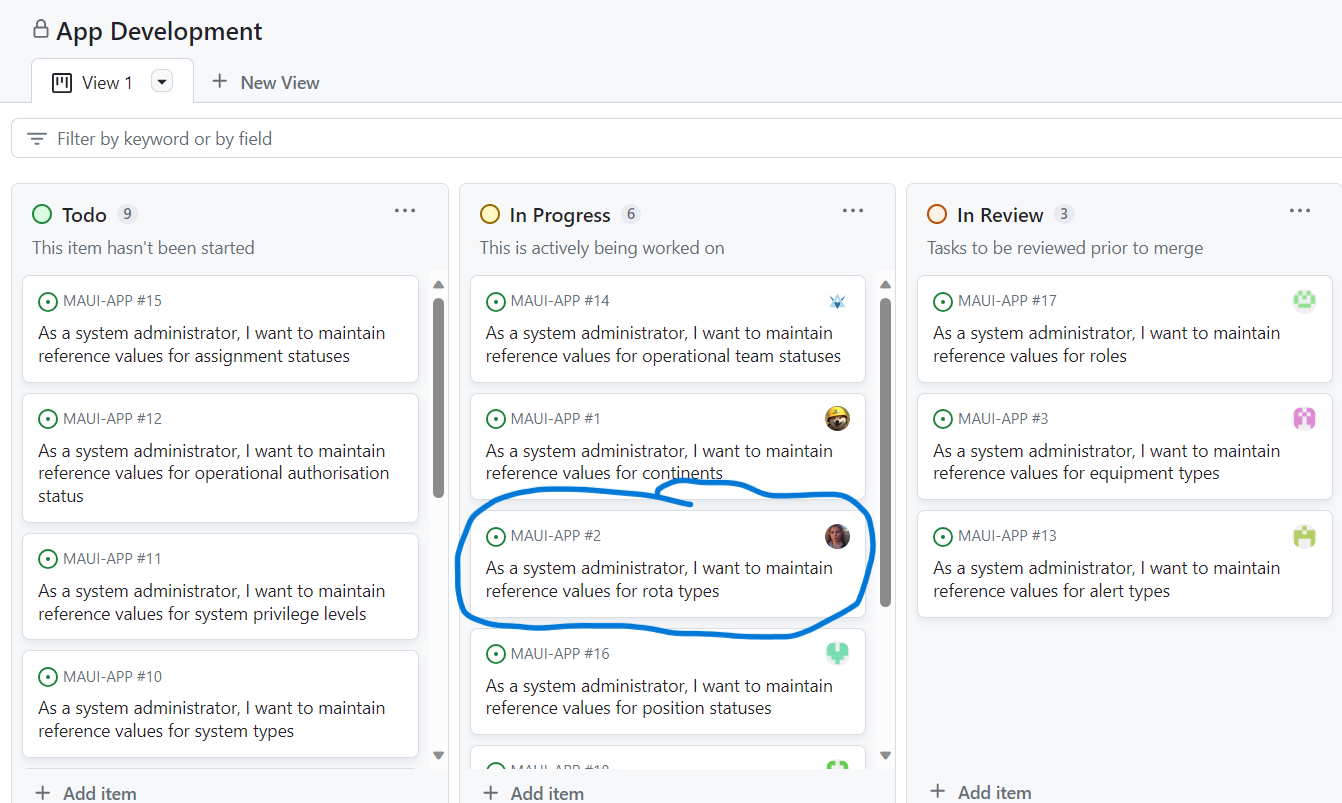 App Development
View 1
New View
Filter by keyword or by field
Todo 9
This item hasn't been started
MAUI-APP #15
As a system administrator, I want to maintain
reference values for assignment statuses
MAUI-APP #12
As a system administrator, I want to maintain
reference values for operational authorisation
status
MAUI-APP #11
As a system administrator, I want to maintain
reference values for system privilege levels
MAUI-APP #10
As a system administrator, I want to maintain
reference values for system types
Add item
In Progress 6
This is actively being worked on
MAUI-APP #14
As a system administrator, I want to maintain
reference values for operational team statuses
MAUI-APP #1
As a system administrator, I want to maintain
reference values for continents
MAUI-APP #2
As a system administrator, I want to maintain
reference values for rota types
MAUI-APP #16
As a system administrator, I want to maintain
reference values for position statuses
MAUI-APP
Add item
In Review 3
Tasks to be reviewed prior to merge
MAUI-APP #17
As a system administrator, I want to maintain
reference values for roles
MAUI-APP #3
As a system administrator, I want to maintain
reference values for equipment types
MAUI-APP #13
As a system administrator, I want to maintain
reference values for alert types
Add item